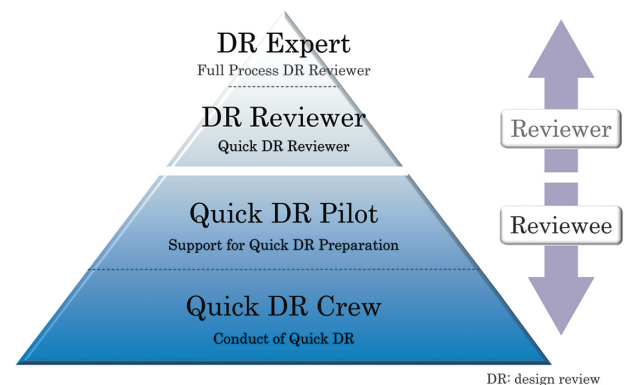 DR Expert
Full Process DR Reviewer
DR Reviewer
Quick DR Reviewer
Reviewer
Quick DR Pilot
Support for Quick DR Preparation
Reviewee
Quick DR Crew
Conduct of Quick DR
DR: design review